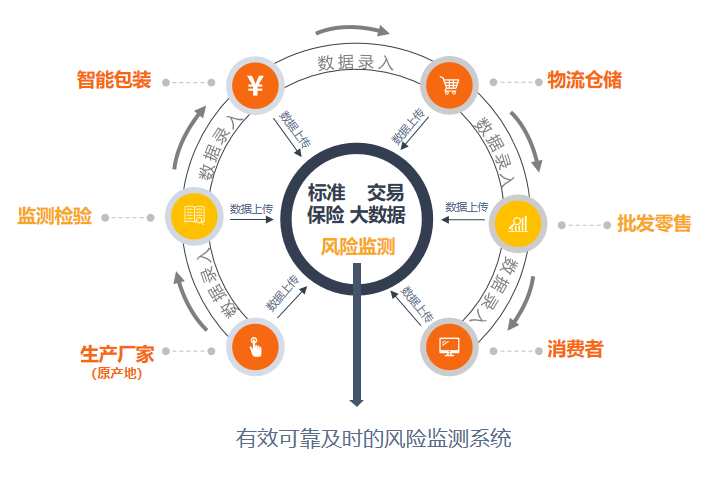 数据录入
智能包装
¥
物流仓储
数据上传
数据上传
数据录入
数据录入
标准 交易
保险 大数据
风险监测
监测检验
数据上传
数据上传
批发零售
数据录入
数据录入
数据上传
数据上传
生产厂家
（原产地）
消费者
有效可靠及时的风险监测系统